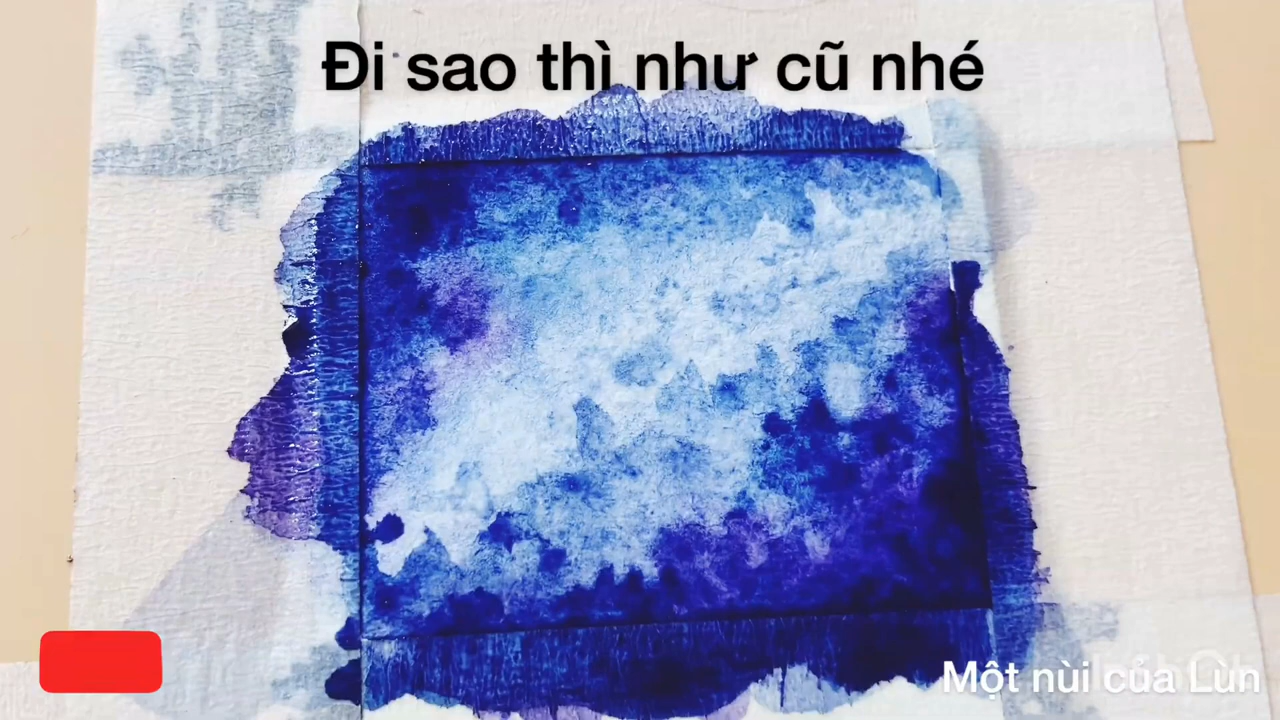 Đi sao thì như cũ nhé
Một nùi của Lùn